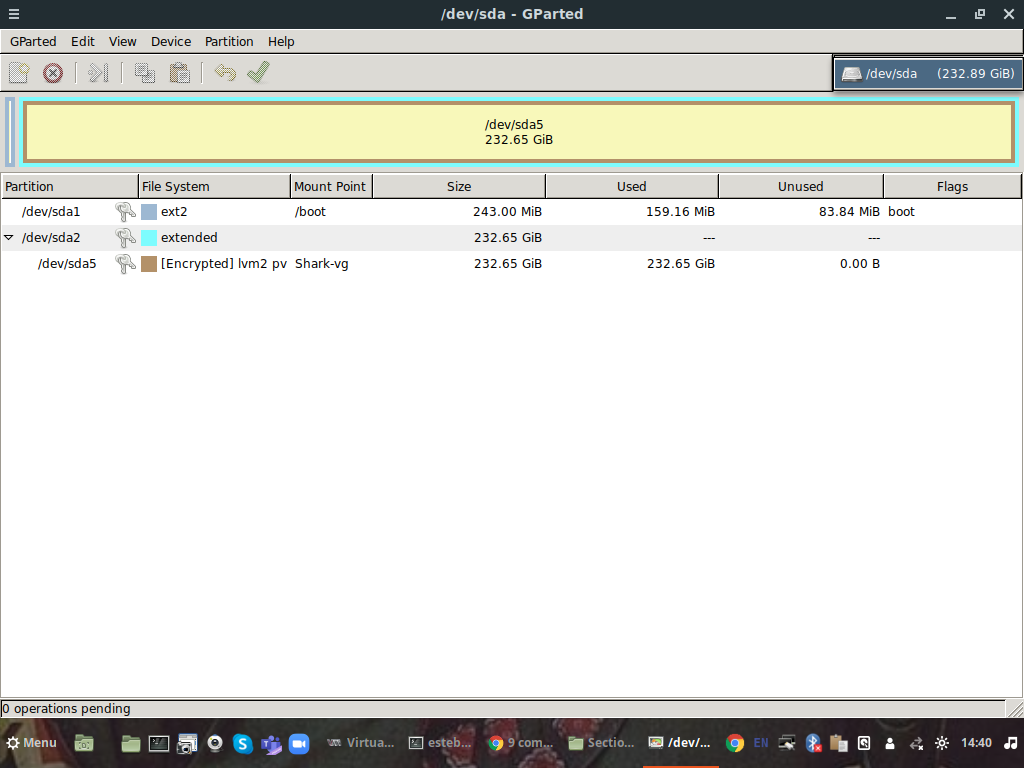 /dev/sda - GParted
GParted Edit View Device Partition Help
/dev/sda (232.89 GiB)
/dev/sda5
232.65 GiB
Partition File System Mount Point Size Used Unused Flags
/dev/sda1 ext2 /boot 243.00 MiB 159.16 MiB 83.84 MiB boot
/dev/sda2 extended 232.65 GiB --- ---
/dev/sda5 [Encrypted] lvm2 pv Shark-vg 232.65 GiB 232.65 GiB 0.00 B
0 operations pending
Menu Virtua... esteb... 9 com... Sectio... /dev/... EN 14:40